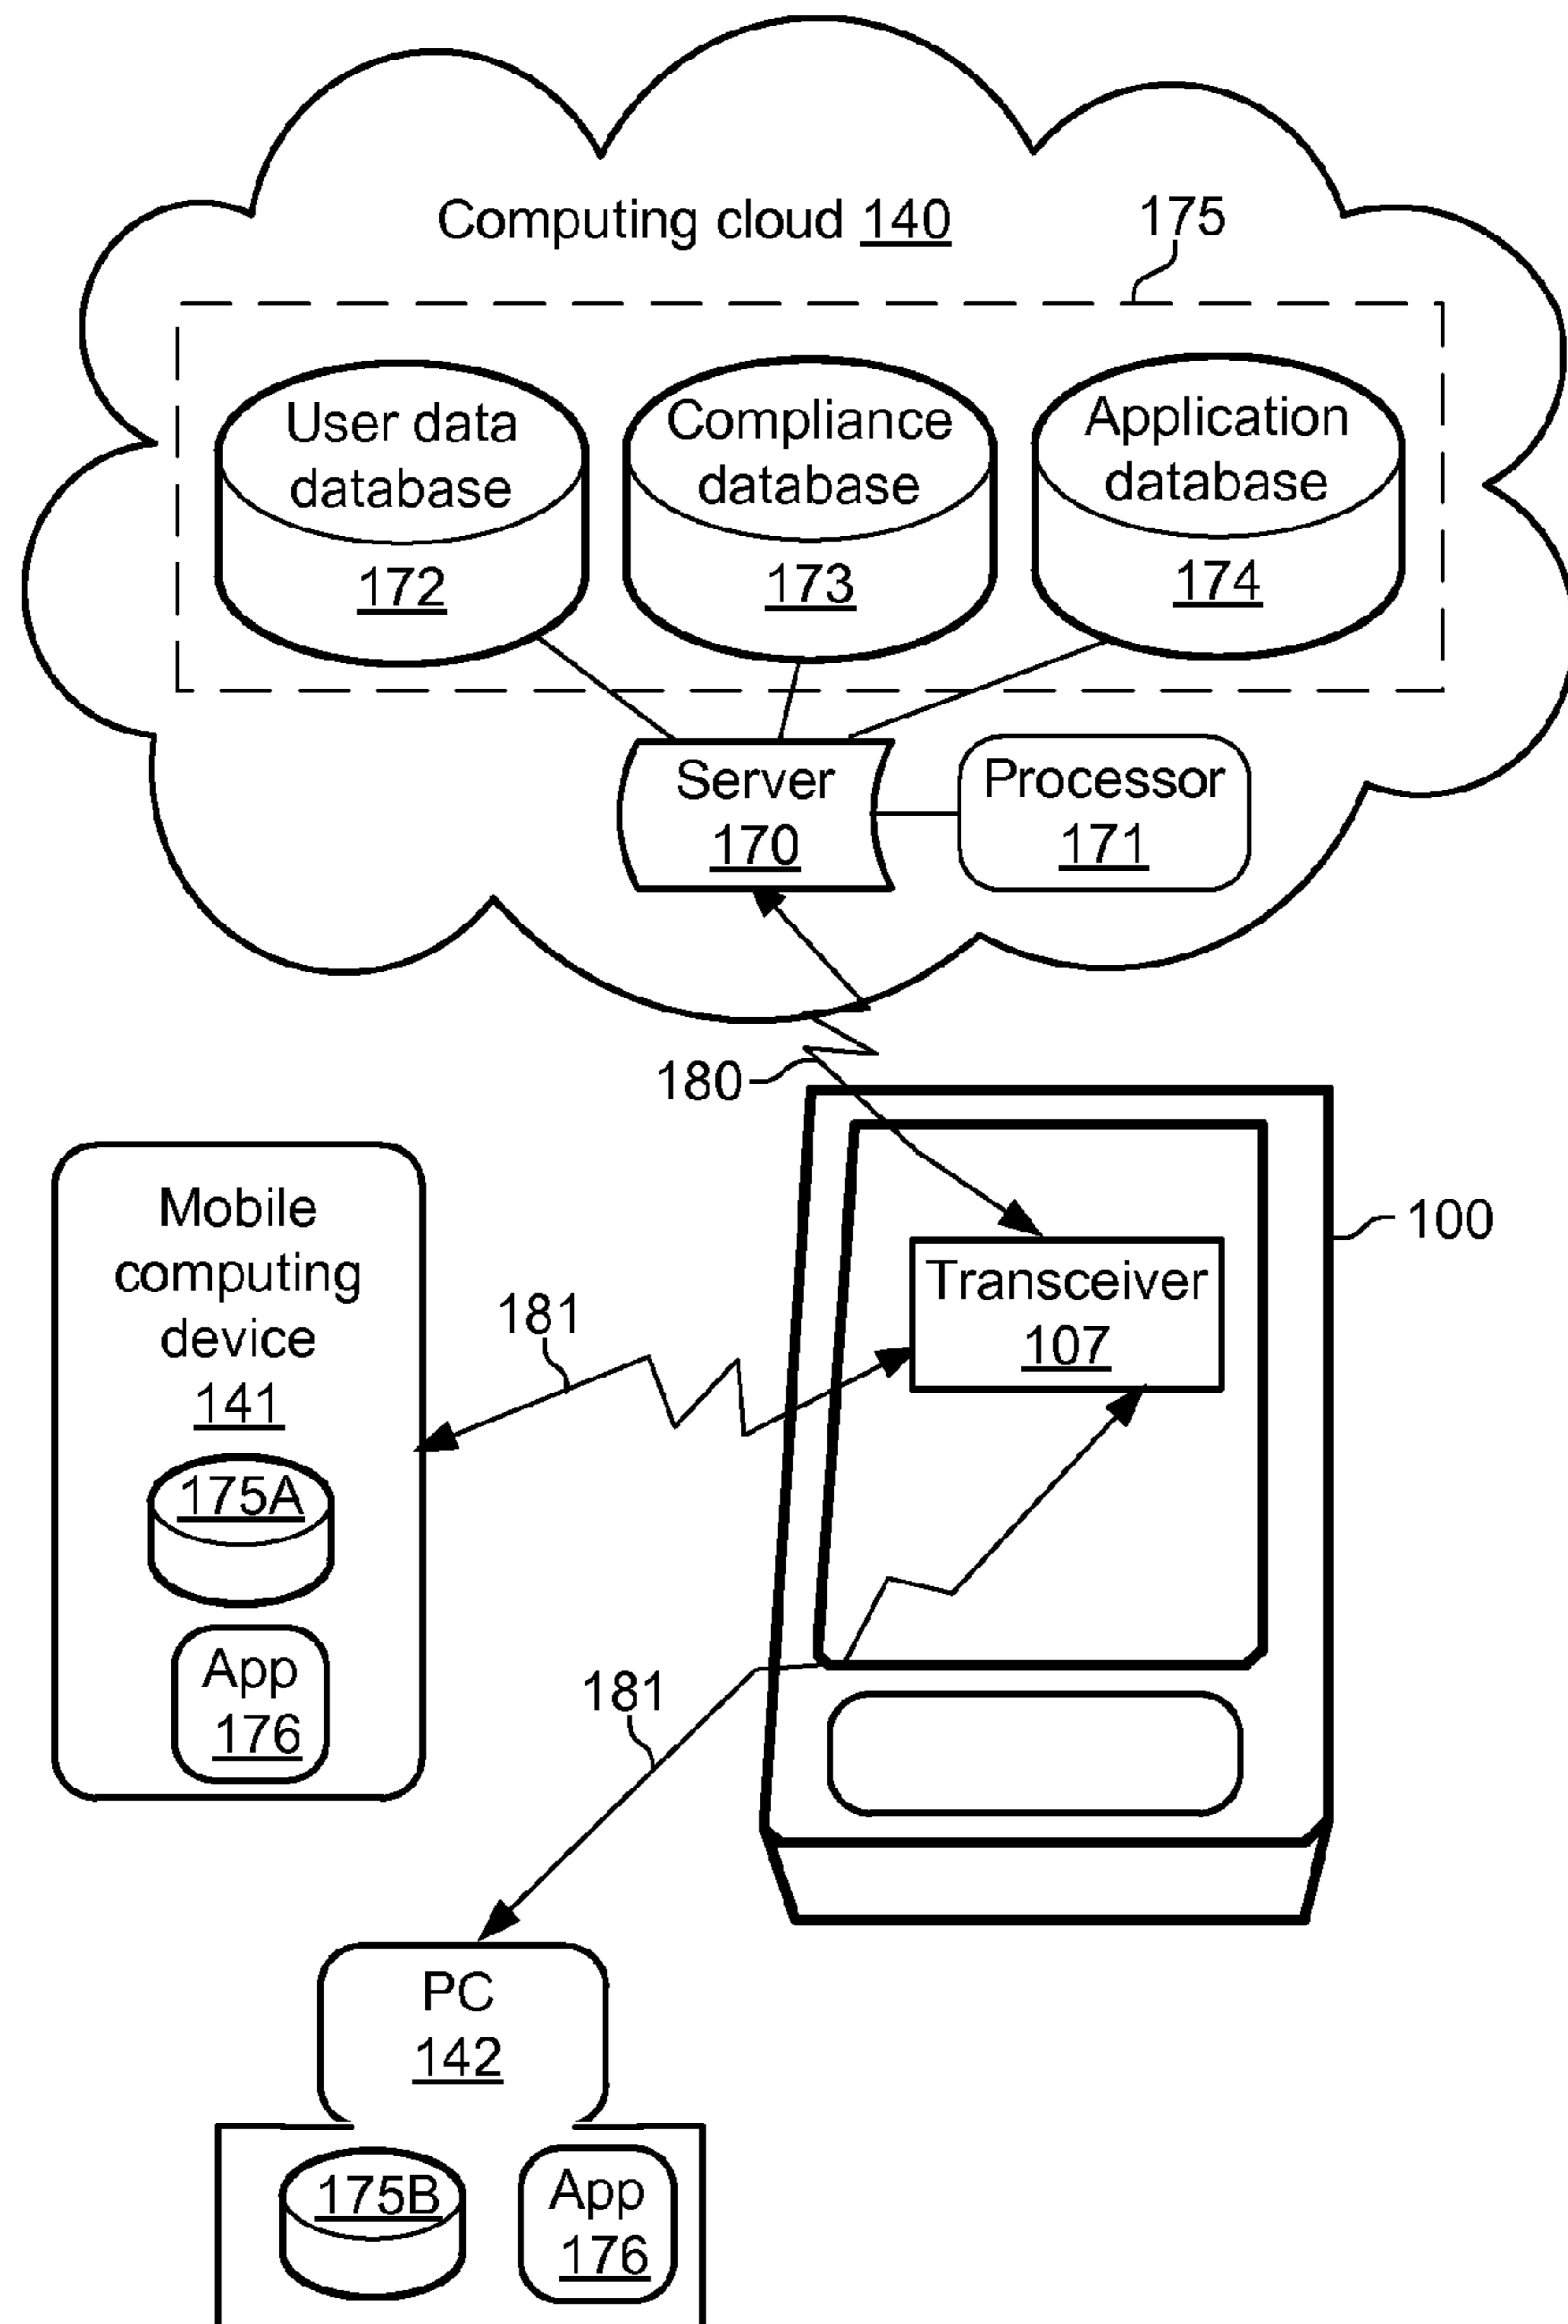 Computing cloud 140
175
User data
database
172
Compliance
database
173
Application
database
174
Server
170
Processor
171
180
100
Transceiver
107
Mobile
computing
device
141
181
175A
App
176
181
PC
142
175B
App
176